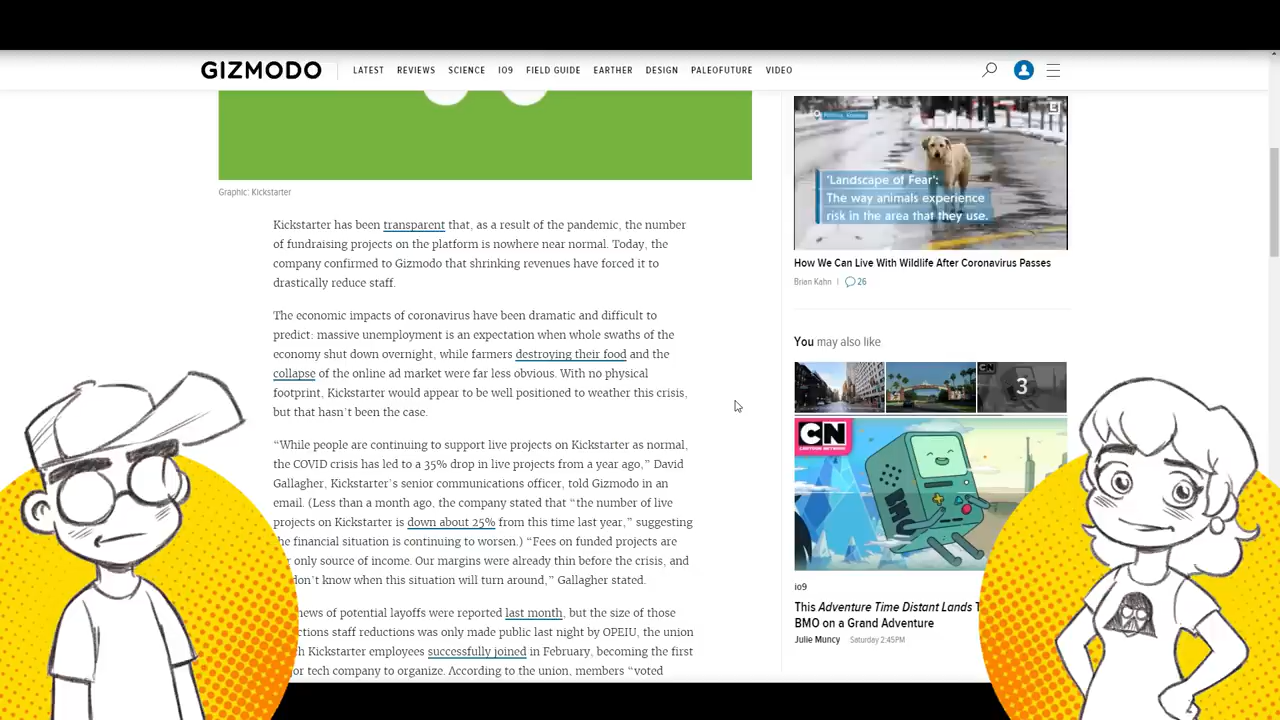 GIZMODO
LATEST REVIEWS SCIENCE IO9 FIELD GUIDE EARTHER DESIGN PALEOFUTURE VIDEO
Graphic: Kickstarter
Kickstarter has been transparent that, as a result of the pandemic, the number
of fundraising projects on the platform is nowhere near normal. Today, the
company confirmed to Gizmodo that shrinking revenues have forced it to
drastically reduce staff.
The economic impacts of coronavirus have been dramatic and difficult to
predict: massive unemployment is an expectation when whole swaths of the
economy shut down overnight, while farmers destroying their food and the
collapse of the online ad market were far less obvious. With no physical
footprint, Kickstarter would appear to be well positioned to weather this crisis,
but that hasn't been the case.
“While people are continuing to support live projects on Kickstarter as normal,
the COVID crisis has led to a 35% drop in live projects from a year ago,” David
Gallagher, Kickstarter's senior communications officer, told Gizmodo in an
email. (Less than a month ago, the company stated that “the number of live
projects on Kickstarter is down about 25% from this time last year,” suggesting
he financial situation is continuing to worsen.) “Fees on funded projects are
r only source of income. Our margins were already thin before the crisis, and
don't know when this situation will turn around,” Gallagher stated.
news of potential layoffs were reported last month, but the size of those
ctions staff reductions was only made public last night by OPEIU, the union
h Kickstarter employees successfully joined in February, becoming the first
or tech company to organize. According to the union, members “voted
'Landscape of Fear':
The way animals experience
risk in the area that they use.
How We Can Live With Wildlife After Coronavirus Passes
Brian Kahn | 26
You may also like
CN
3
CN
CARTOON NETWORK
BMO
io9
This Adventure Time Distant Lands T
BMO on a Grand Adventure
Julie Muncy Saturday 2:45PM